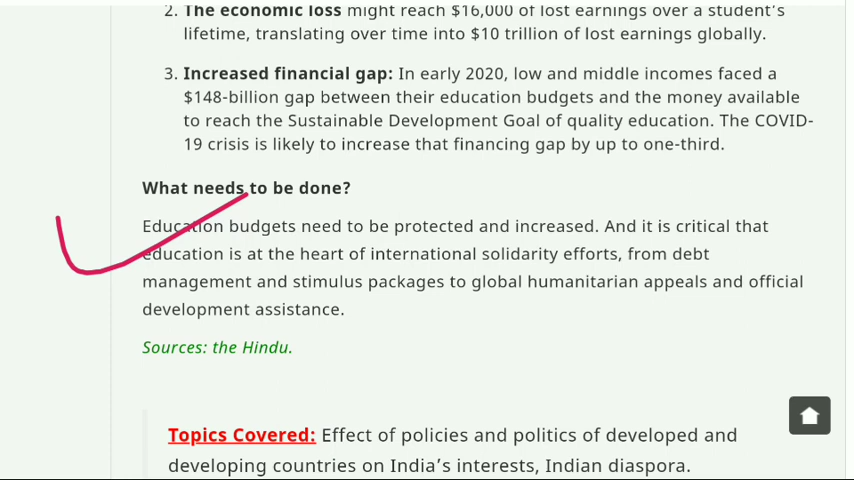 2. The economic loss might reach $16,000 of lost earnings over a student's
lifetime, translating over time into $10 trillion of lost earnings globally.
3. Increased financial gap: In early 2020, low and middle incomes faced a
$148-billion gap between their education budgets and the money available
to reach the Sustainable Development Goal of quality education. The COVID-
19 crisis is likely to increase that financing gap by up to one-third.
What needs to be done?
Education budgets need to be protected and increased. And it is critical that
education is at the heart of international solidarity efforts, from debt
management and stimulus packages to global humanitarian appeals and official
development assistance.
Sources: the Hindu.
Topics Covered: Effect of policies and politics of developed and
developing countries on India's interests, Indian diaspora.